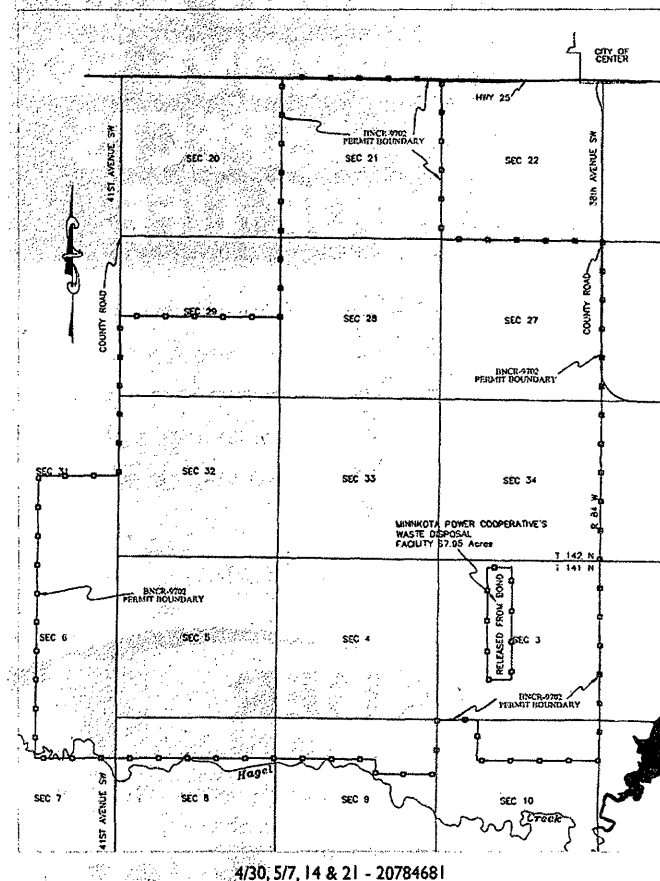 CITY OF
CENTER
HWY 25
BNCR-9702
PERMIT BOUNDARY
SEC 20
SEC 21
SEC 22
41ST AVENUE SW
38th AVENUE SW
COUNTY ROAD
SEC 29
SEC 28
SEC 27
COUNTY ROAD
BNCR-9702
PERMIT BOUNDARY
SEC 31
SEC 32
SEC 33
SEC 34
R 84 W
MINNKOTA POWER COOPERATIVE'S
WASTE DISPOSAL
FACILITY 57.95 Acres
T 142 N
T 141 N
BNCR-9702
PERMIT BOUNDARY
RELEASED FROM BOND
SEC 6
SEC 5
SEC 4
SEC 3
BNCR-9702
PERMIT BOUNDARY
Hagel
Creek
SEC 7
41ST AVENUE SW
SEC 8
SEC 9
SEC 10
4/30, 5/7, 14 & 21 - 20784681